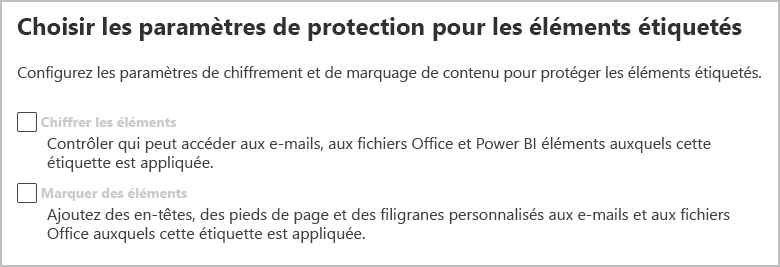 Choisir les paramètres de protection pour les éléments étiquetés
Configurez les paramètres de chiffrement et de marquage de contenu pour protéger les éléments étiquetés.
Chiffrer les éléments
Contrôler qui peut accéder aux e-mails, aux fichiers Office et Power BI éléments auxquels cette
étiquette est appliquée.
Marquer des éléments
Ajoutez des en-têtes, des pieds de page et des filigranes personnalisés aux e-mails et aux fichiers
Office auxquels cette étiquette est appliquée.